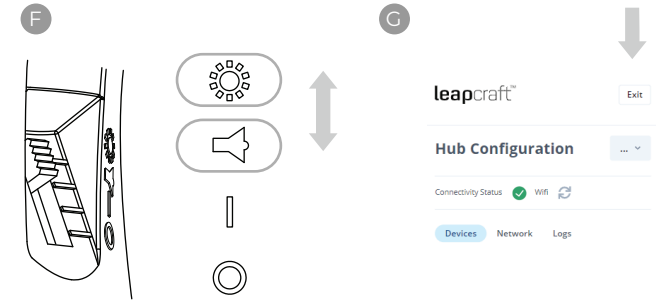 F
G
leapcraft™
Exit
Hub Configuration
...
Connectivity Status Wifi
Devices Network Logs